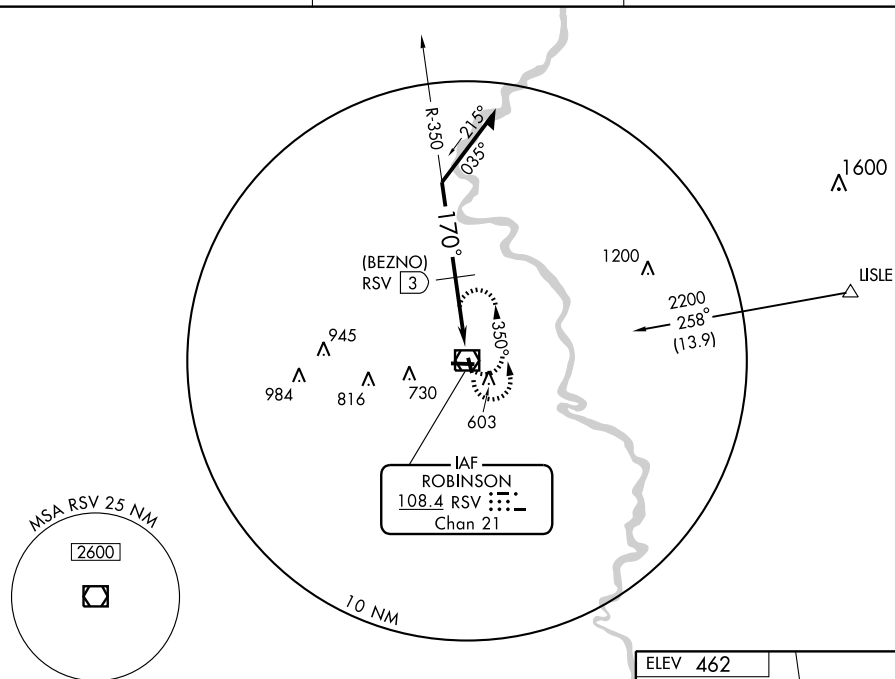 R-350
215°
035°
1600
170°
(BEZNO)
RSV 3
1200
LISLE
2200
258°
(13.9)
350°
945
984
816
730
603
IAF
ROBINSON
108.4 RSV
Chan 21
MSA RSV 25 NM
2600
10 NM
ELEV 462